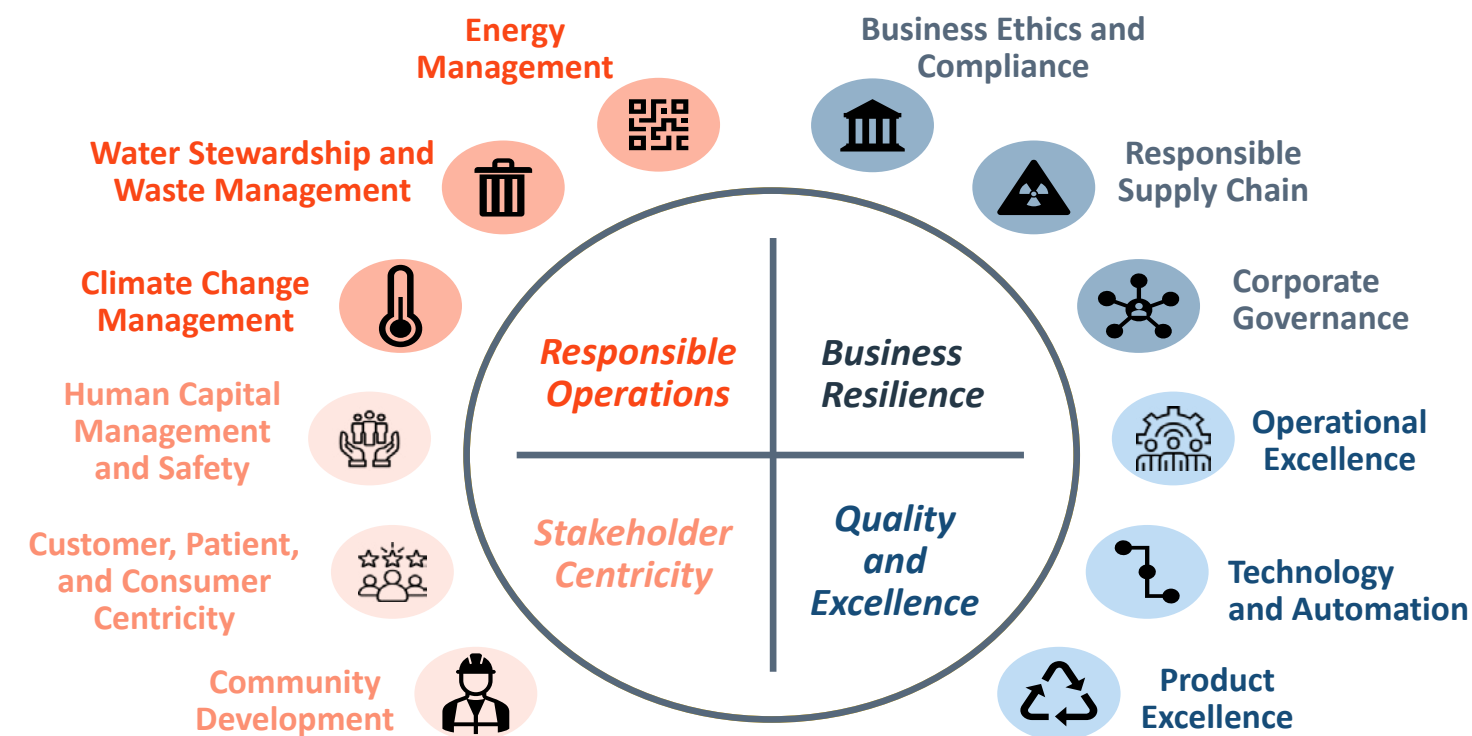 Energy
Management
Business Ethics and
Compliance
Water Stewardship and
Waste Management
Responsible
Supply Chain
Climate Change
Management
Corporate
Governance
Responsible
Operations
Business
Resilience
Human Capital
Management
and Safety
Operational
Excellence
Stakeholder
Centricity
Quality
and
Excellence
Customer, Patient,
and Consumer
Centricity
Technology
and Automation
Community
Development
Product
Excellence